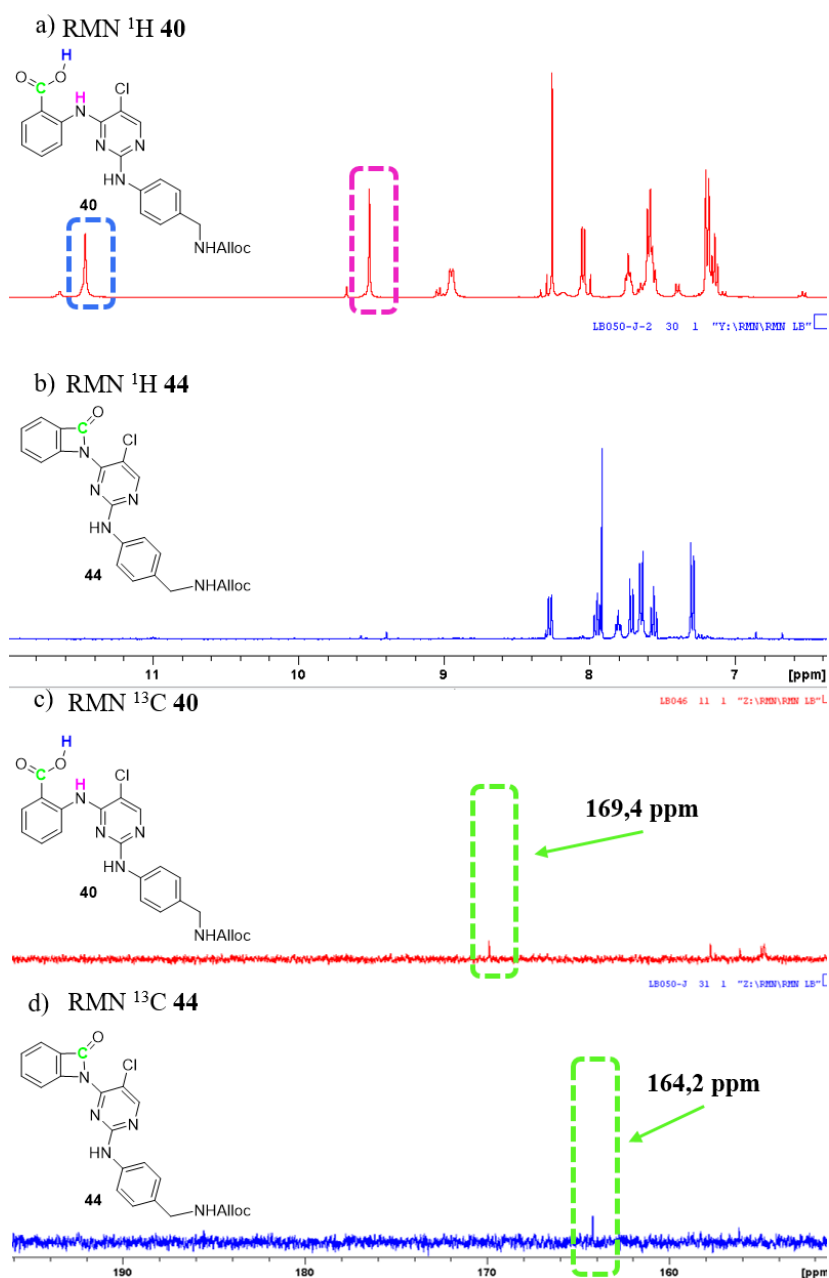 a) RMN ¹H 40
H
O C O
H
N
Cl
N N
HN
40
NHAlloc
LB050-J-2 30 1 "Y:\RMN\RMN LB"
b) RMN ¹H 44
O
C
N
Cl
N N
HN
44
NHAlloc
11 10 9 8 7 [ppm]
c) RMN ¹³C 40
LB046 11 1 "Z:\RMN\RMN LB"
H
O C O
H
N
Cl
N N
HN
40
NHAlloc
169,4 ppm
LB050-J 31 1 "Z:\RMN\RMN LB"
d) RMN ¹³C 44
O
C
N
Cl
N N
HN
44
NHAlloc
164,2 ppm
190 180 170 160 [ppm